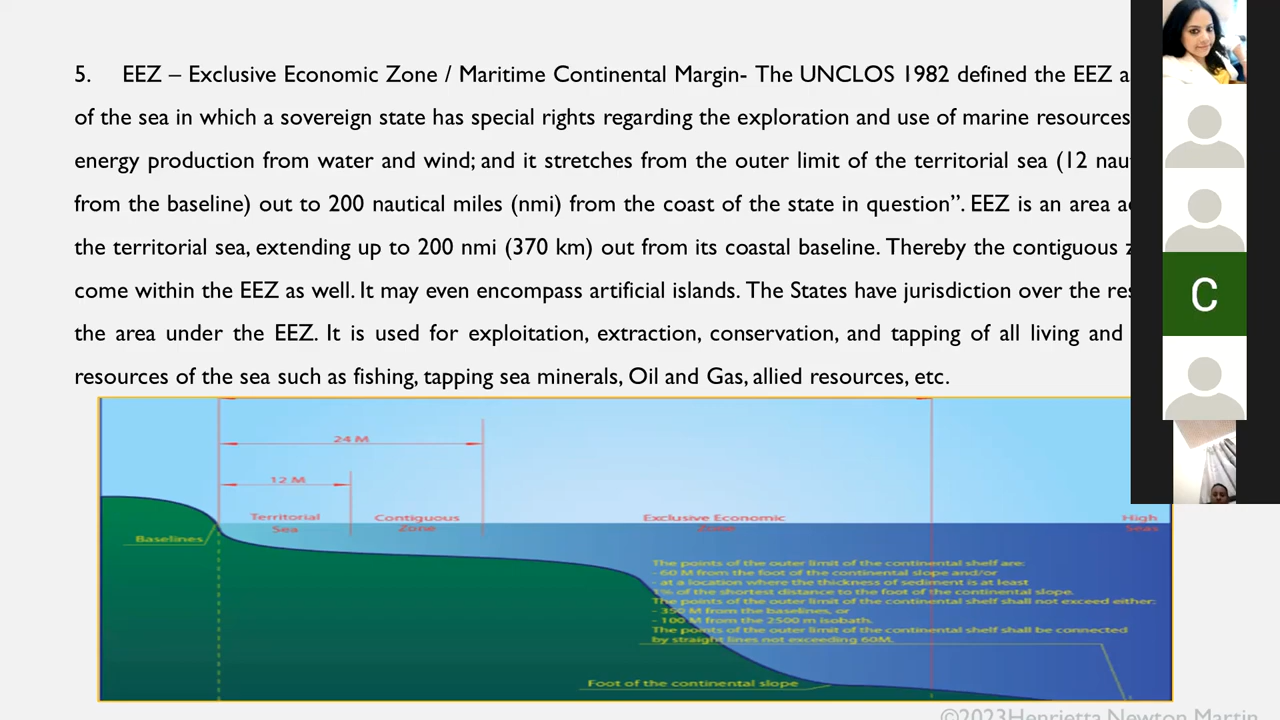 5. EEZ – Exclusive Economic Zone / Maritime Continental Margin- The UNCLOS 1982 defined the EEZ
of the sea in which a sovereign state has special rights regarding the exploration and use of marine resources
energy production from water and wind; and it stretches from the outer limit of the territorial sea (12
from the baseline) out to 200 nautical miles (nmi) from the coast of the state in question”. EEZ is an area
the territorial sea, extending up to 200 nmi (370 km) out from its coastal baseline. Thereby the contiguous
come within the EEZ as well. It may even encompass artificial islands. The States have jurisdiction over the
the area under the EEZ. It is used for exploitation, extraction, conservation, and tapping of all living and
resources of the sea such as fishing, tapping sea minerals, Oil and Gas, allied resources, etc.
24 M
12 M
Territorial
Sea
Contiguous
Zone
Exclusive Economic
Zone
High
Seas
Baselines
The points of the outer limit of the continental shelf are:
- 60 M from the foot of the continental slope and/or
- at a location where the thickness of sediment is at least
1% of the shortest distance to the foot of the continental slope.
The points of the outer limit of the continental shelf shall not exceed either:
- 350 M from the baselines, or
- 100 M from the 2500 m isobath.
The points of the outer limit of the continental shelf shall be connected
by straight lines not exceeding 60M.
Foot of the continental slope
C
©2023Henrietta Newton Martin